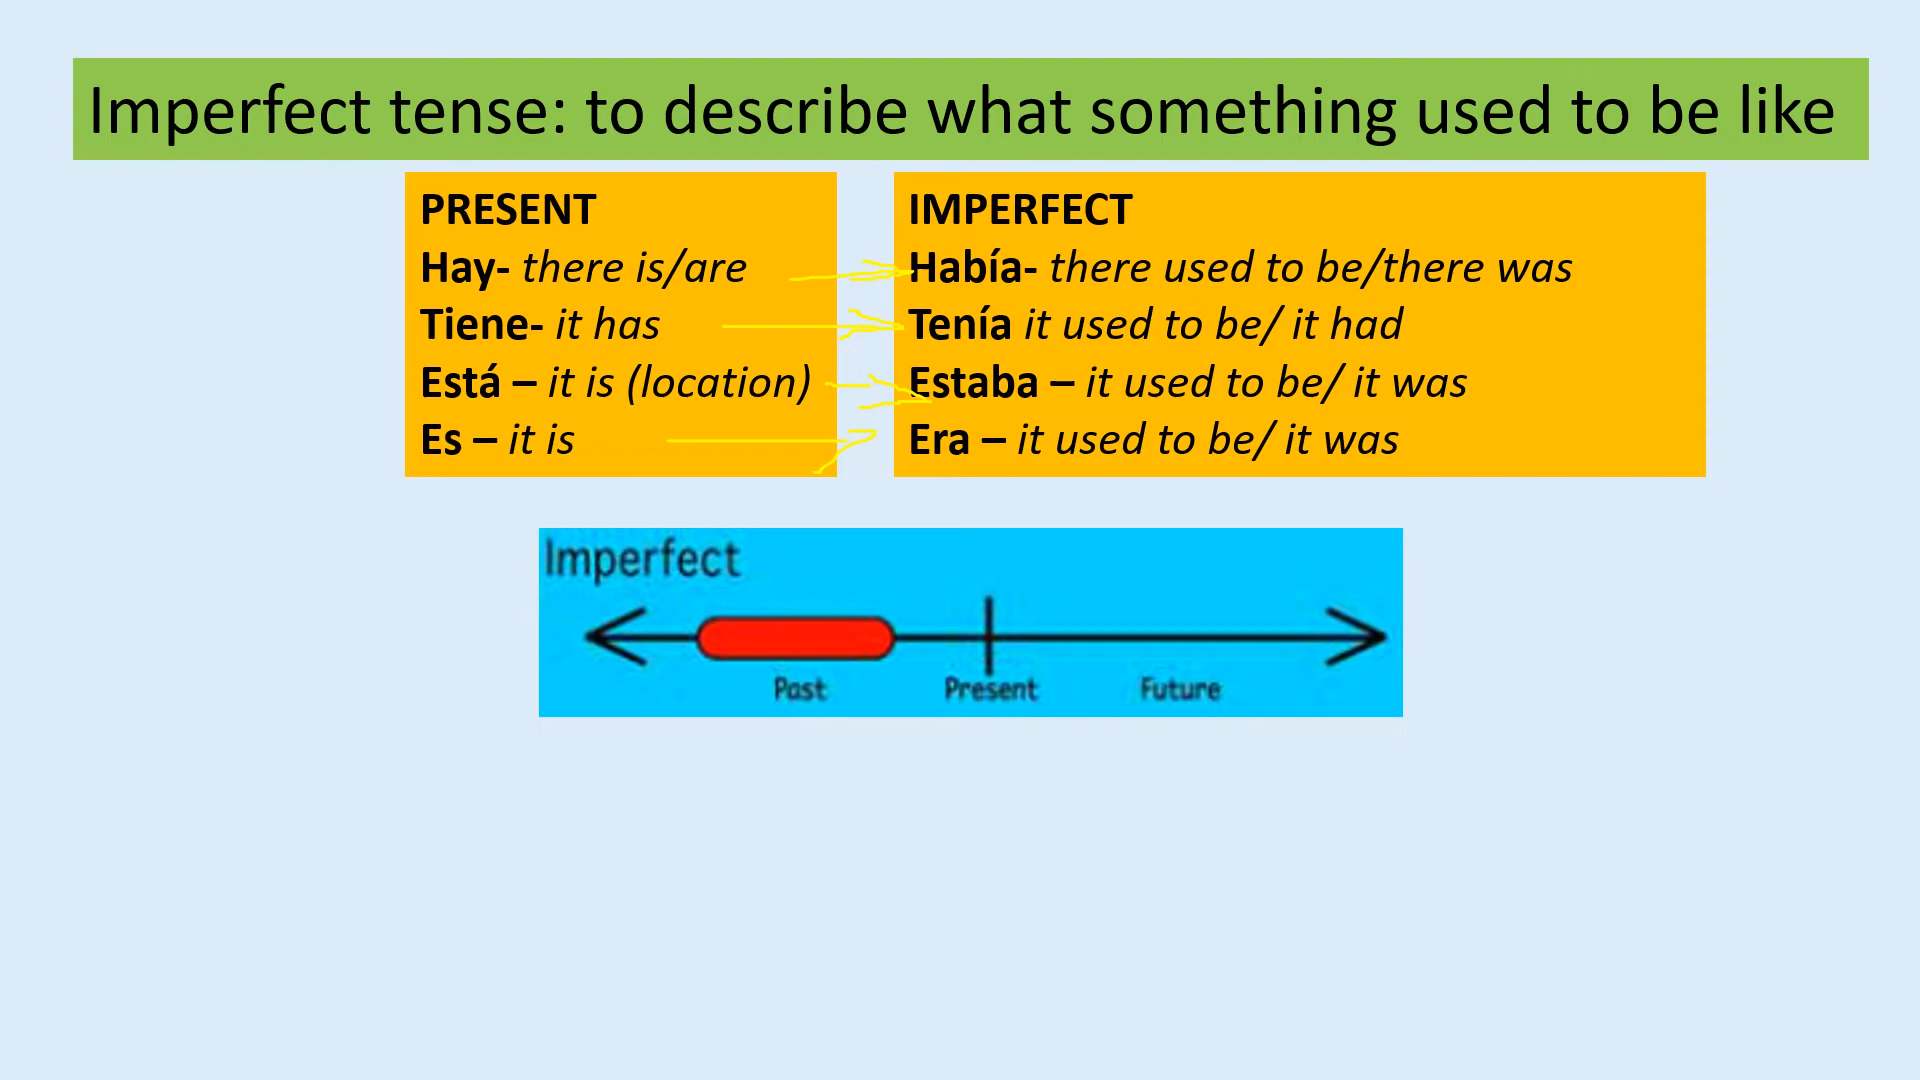 Imperfect tense: to describe what something used to be like
PRESENT
Hay- there is/are
Tiene- it has
Está – it is (location)
Es – it is
IMPERFECT
Había- there used to be/there was
Tenía it used to be/ it had
Estaba – it used to be/ it was
Era – it used to be/ it was
Imperfect
Past Present Future